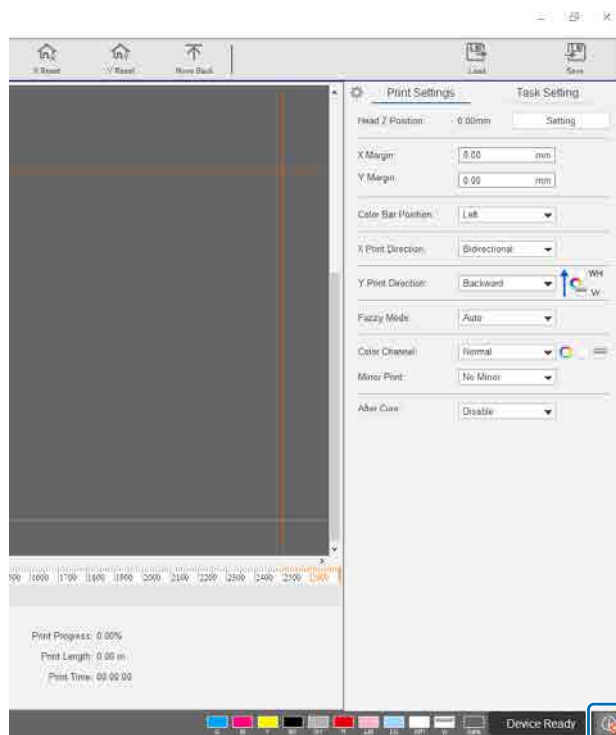 X Reset
Y Reset
Move Back
Load
Save
Print Settings
Task Setting
Head Z Position:
0.00mm
Setting
X Margin:
0.00 mm
Y Margin:
0.00 mm
Color Bar Position:
Left
X Print Direction:
Bidirectional
Y Print Direction:
Backward
WH
W
Fuzzy Mode:
Auto
Color Channel:
Normal
Mirror Print:
No Mirror
After Cure:
Disable
1600 1700 1800 1900 2000 2100 2200 2300 2400 2500
Print Progress: 0.00%
Print Length: 0.00 m
Print Time: 00:00:00
Device Ready